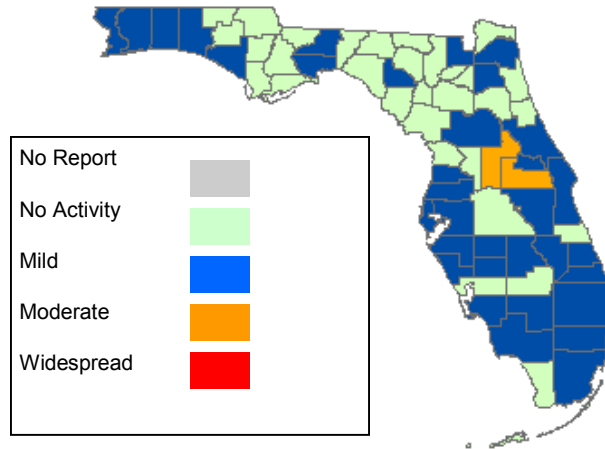 No Report
No Activity
Mild
Moderate
Widespread